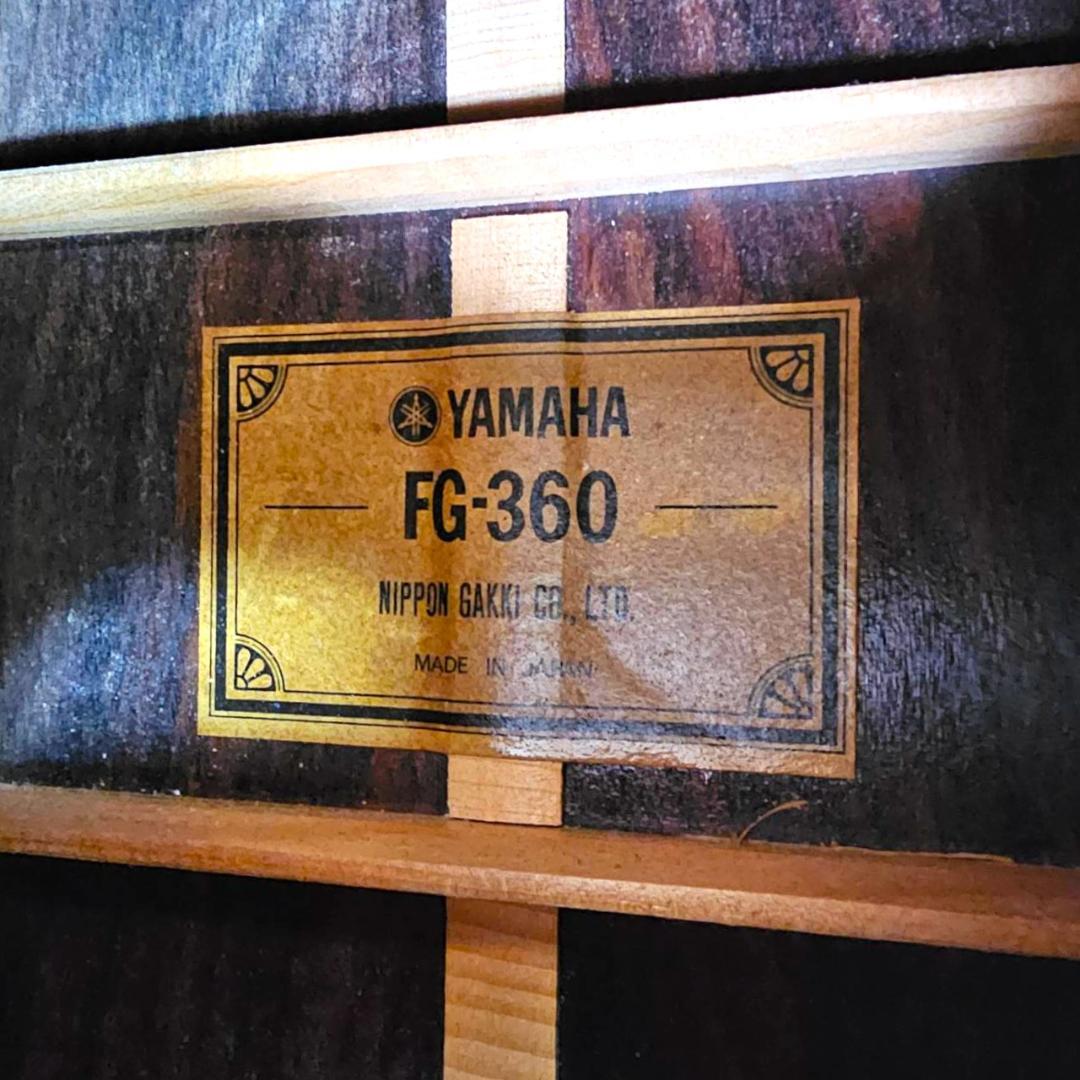 YAMAHA
FG-360
NIPPON GAKKI CO., LTD.
MADE IN JAPAN